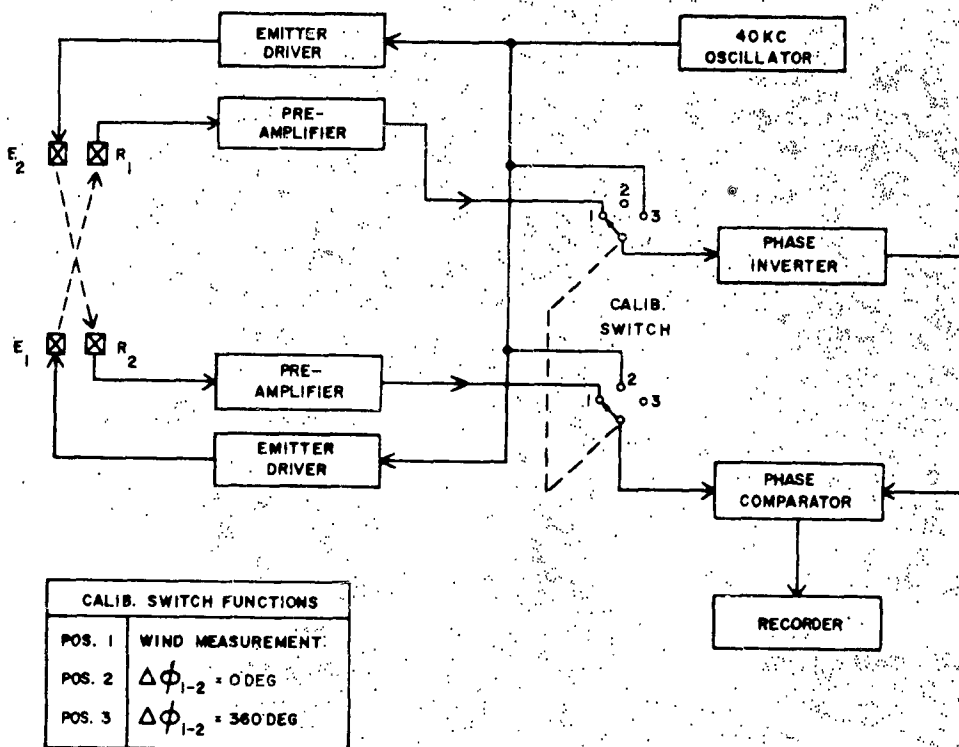 EMITTER
DRIVER
40 KC
OSCILLATOR
PRE-
AMPLIFIER
E2
R1
1
2
3
PHASE
INVERTER
CALIB.
SWITCH
E1
R2
PRE-
AMPLIFIER
1
2
3
EMITTER
DRIVER
PHASE
COMPARATOR
RECORDER
CALIB. SWITCH FUNCTIONS
POS. 1 WIND MEASUREMENT
POS. 2 Δϕ1-2 = 0 DEG
POS. 3 Δϕ1-2 = 360 DEG